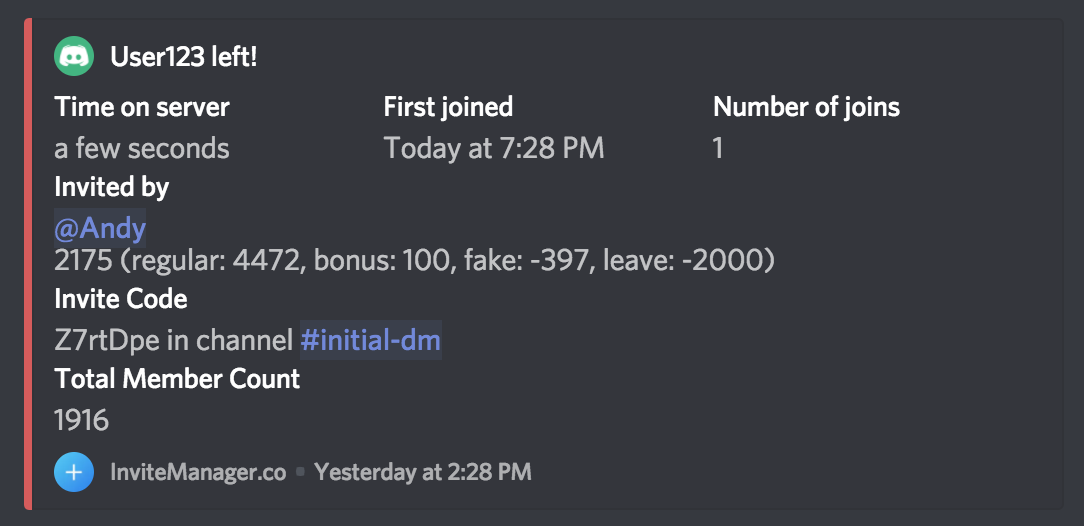 User123 left!
Time on server First joined Number of joins
a few seconds Today at 7:28 PM 1
Invited by
@Andy
2175 (regular: 4472, bonus: 100, fake: -397, leave: -2000)
Invite Code
Z7rtDpe in channel #initial-dm
Total Member Count
1916
InviteManager.co Yesterday at 2:28 PM